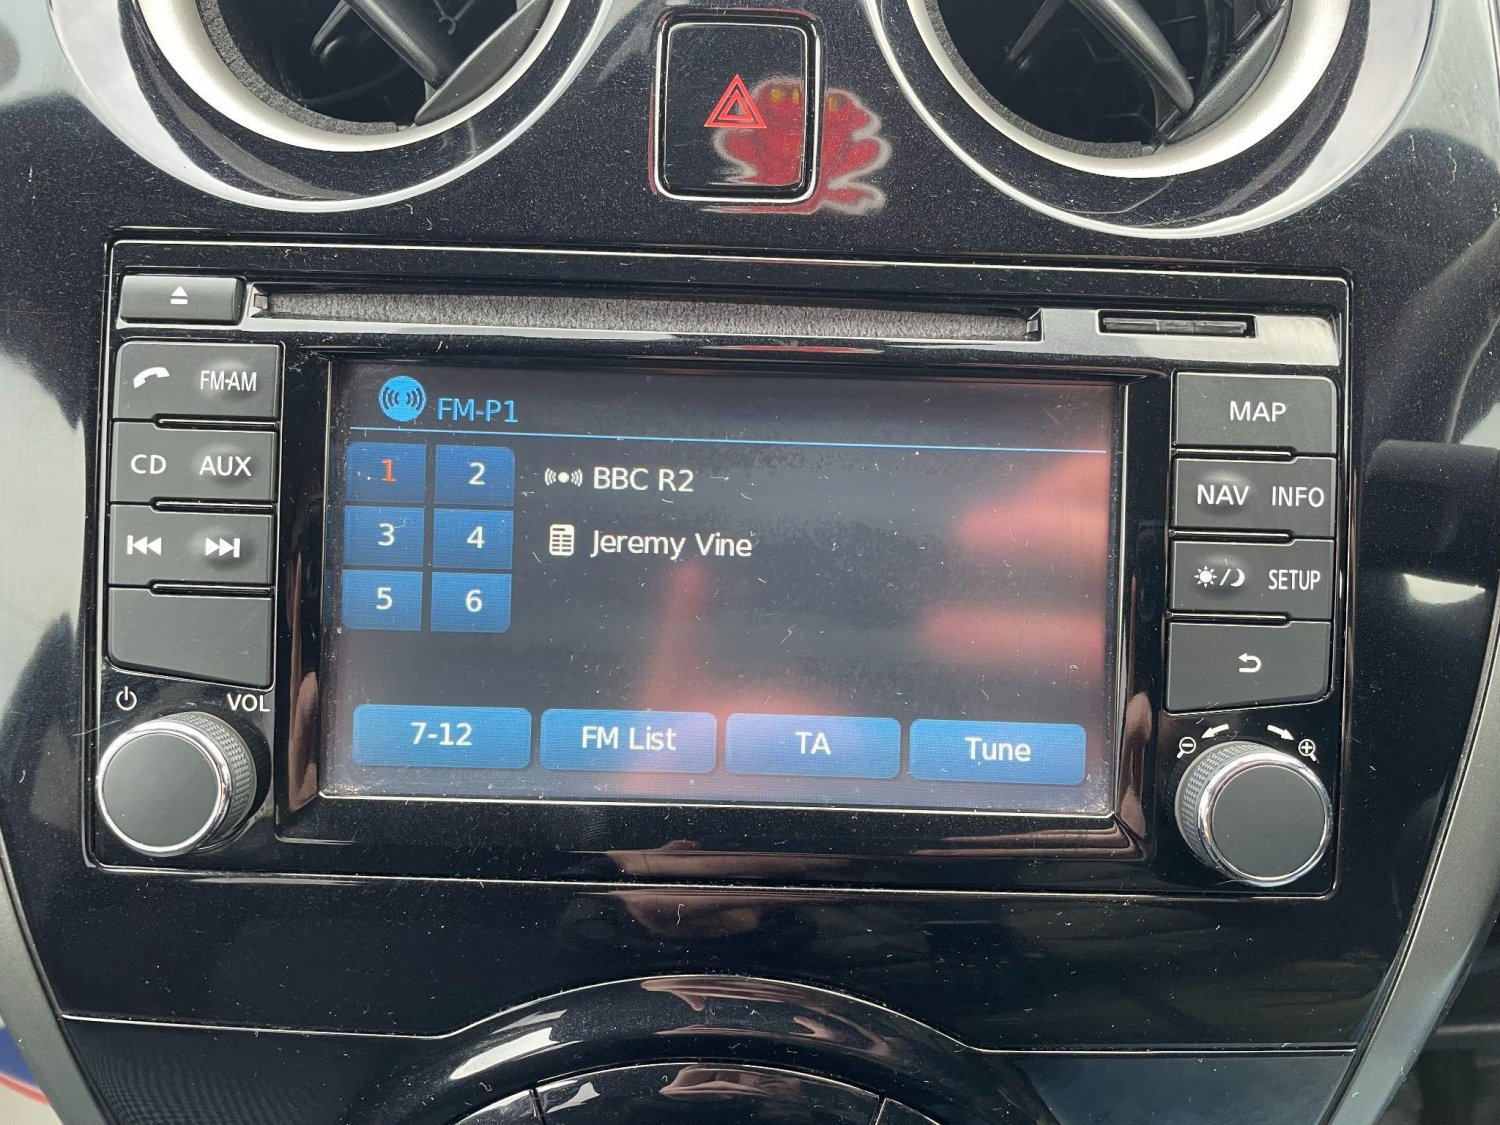 FM-AM
CD AUX
VOL
FM-P1
1 2
3 4
5 6
BBC R2
Jeremy Vine
7-12 FM List TA Tune
MAP
NAV INFO
SETUP